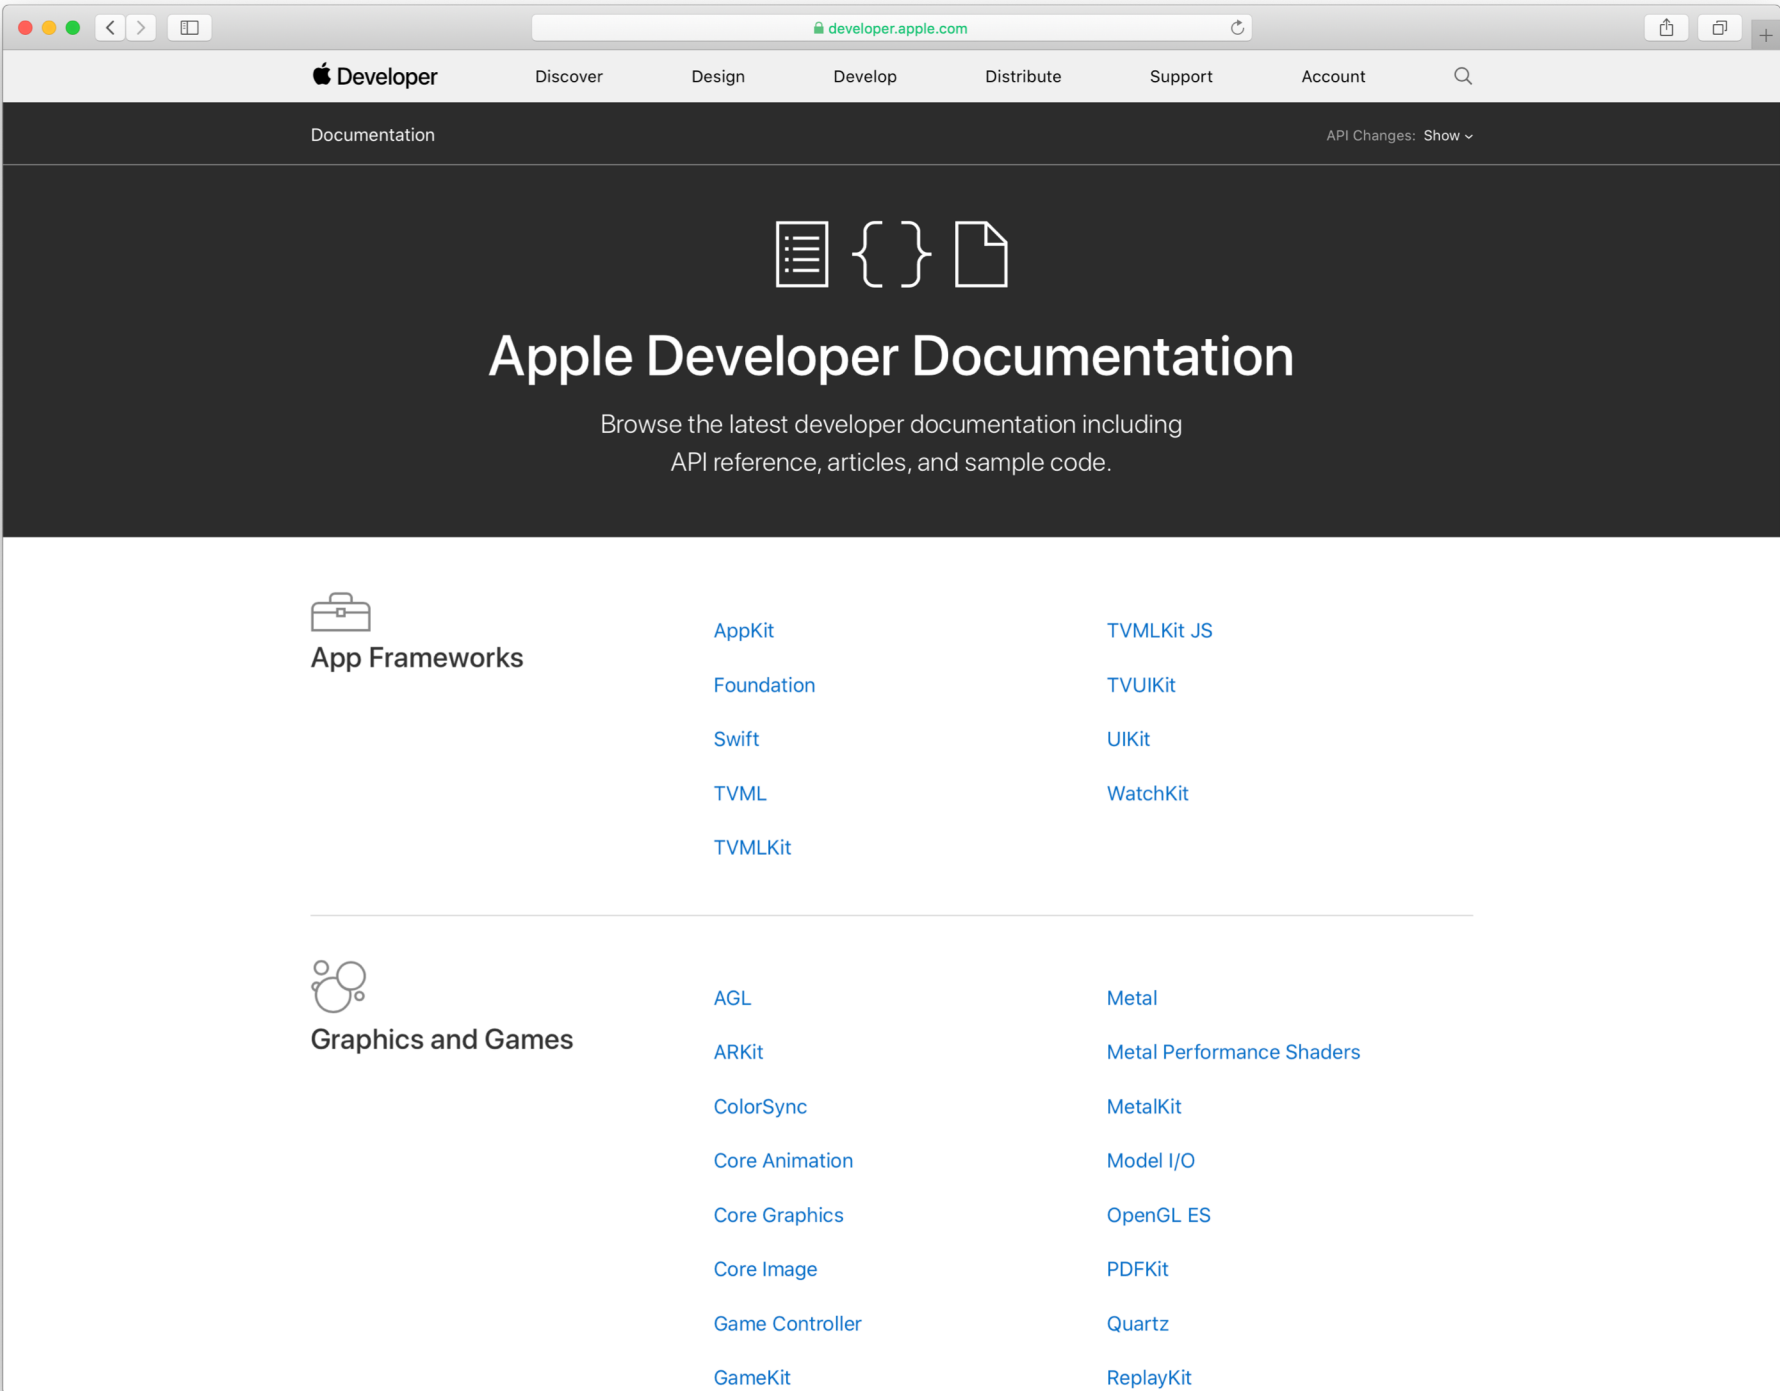 developer.apple.com
Developer Discover Design Develop Distribute Support Account
Documentation API Changes: Show
Apple Developer Documentation
Browse the latest developer documentation including
API reference, articles, and sample code.
App Frameworks
AppKit
Foundation
Swift
TVML
TVMLKit
TVMLKit JS
TVUIKit
UIKit
WatchKit
Graphics and Games
AGL
ARKit
ColorSync
Core Animation
Core Graphics
Core Image
Game Controller
GameKit
Metal
Metal Performance Shaders
MetalKit
Model I/O
OpenGL ES
PDFKit
Quartz
ReplayKit